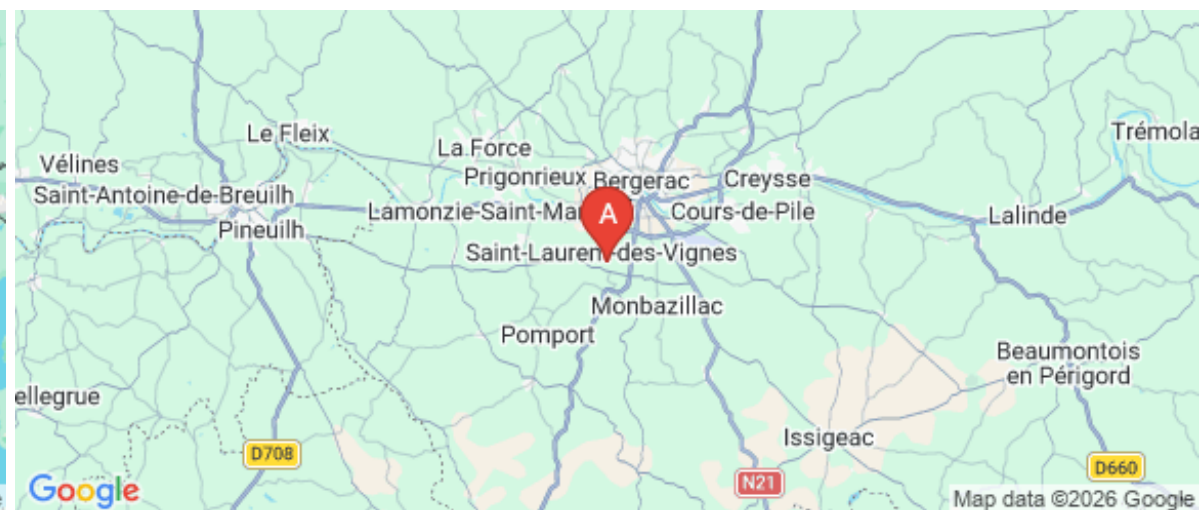 Le Fleix
La Force
Trémola
Vélines
Prigonrieux
Bergerac
Creysse
Saint-Antoine-de-Breuilh
Lamonzie-Saint-Ma
A
Cours-de-Pile
Lalinde
Pineuilh
Saint-Laurent-des-Vignes
Monbazillac
Pomport
Beaumontois
en Périgord
ellegrue
Issigeac
D708
D660
N21
Google
Map data ©2026 Google